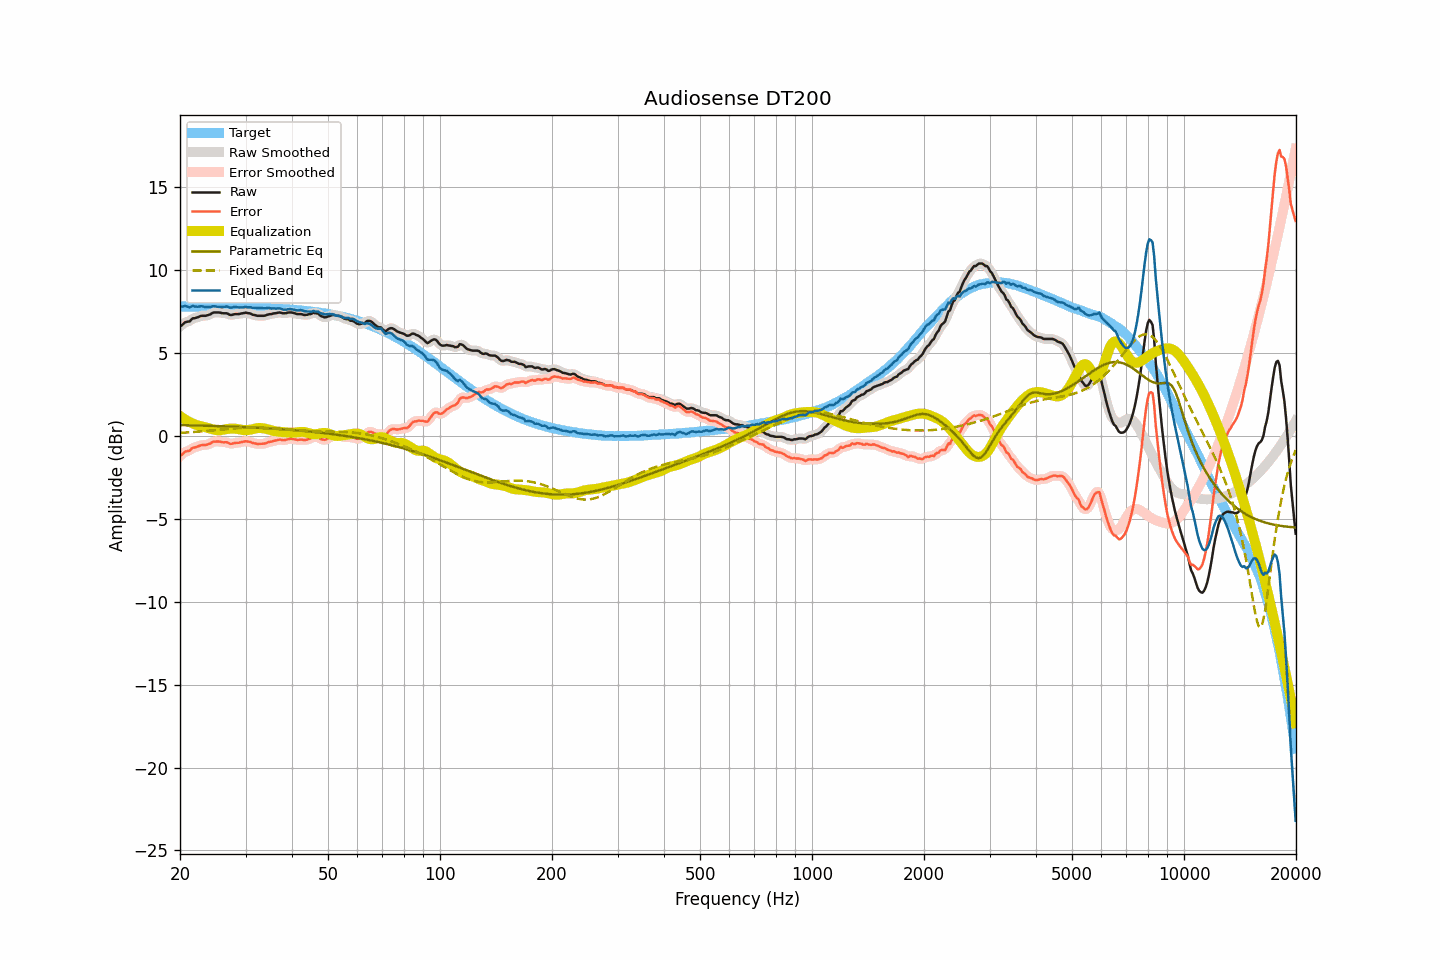 Audiosense DT200
Target
Raw Smoothed
Error Smoothed
Raw
Error
Equalization
Parametric Eq
Fixed Band Eq
Equalized
15
10
5
0
−5
−10
−15
−20
−25
Amplitude (dBr)
20
50
100
200
500
1000
2000
5000
10000
20000
Frequency (Hz)